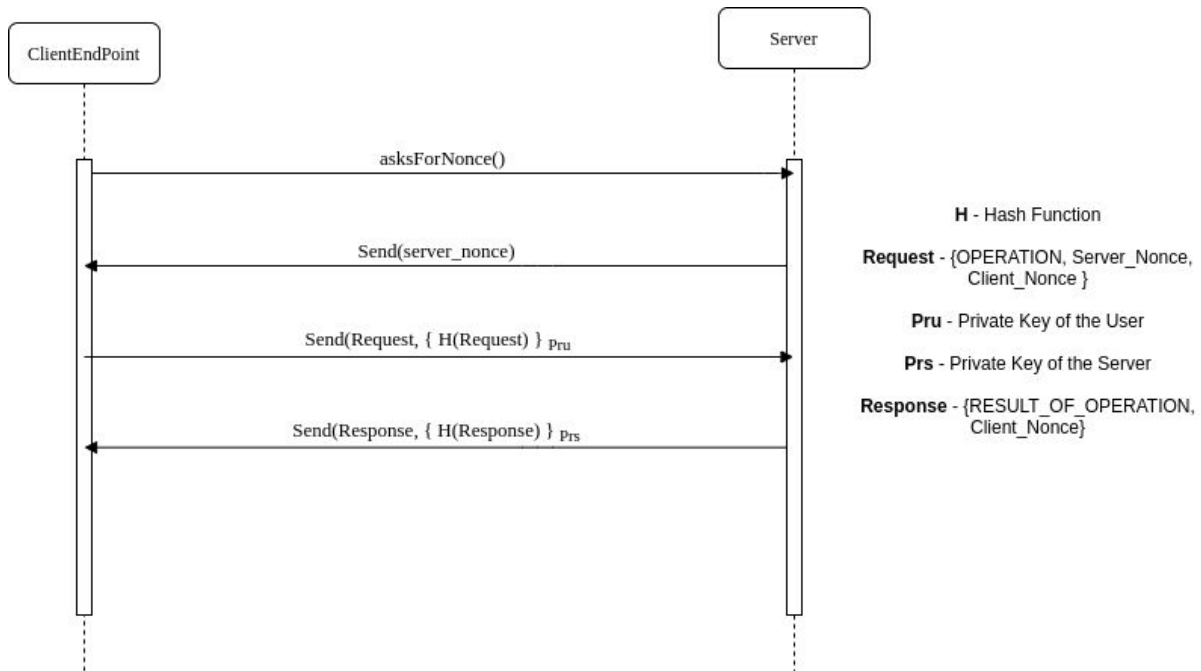 ClientEndPoint
Server
asksForNonce()
Send(server_nonce)
Send(Request, { H(Request) } Pru
Send(Response, { H(Response) } Prs
H - Hash Function
Request - {OPERATION, Server_Nonce,
Client_Nonce }
Pru - Private Key of the User
Prs - Private Key of the Server
Response - {RESULT_OF_OPERATION,
Client_Nonce}